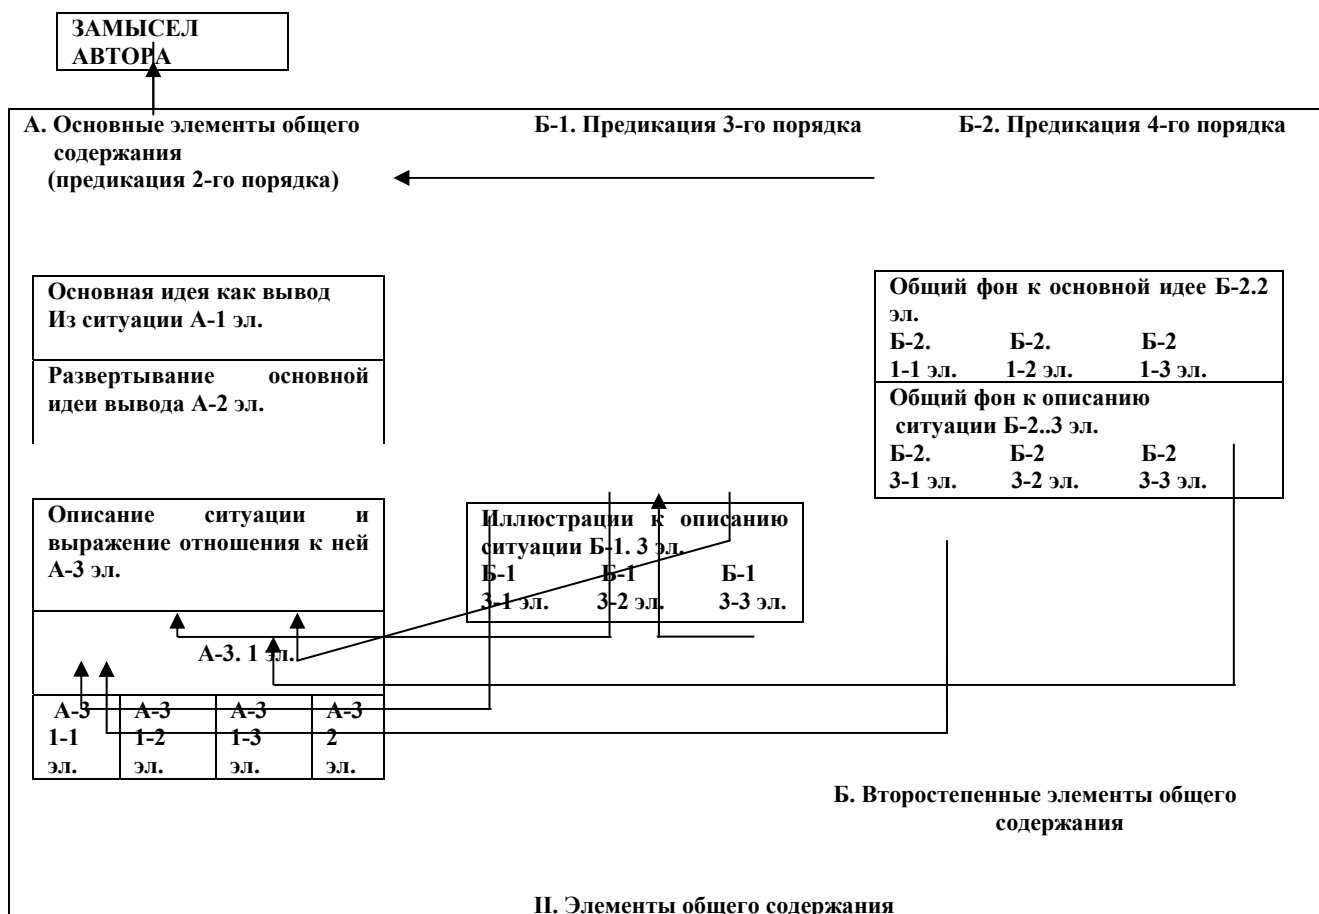 ЗАМЫСЕЛ
АВТОРА
А. Основные элементы общего
содержания
(предикация 2-го порядка)
Б-1. Предикация 3-го порядка
Б-2. Предикация 4-го порядка
Основная идея как вывод
Из ситуации А-1 эл.
Развертывание основной
идеи вывода А-2 эл.
Общий фон к основной идее Б-2.2
эл.
Б-2. Б-2. Б-2
1-1 эл. 1-2 эл. 1-3 эл.
Общий фон к описанию
ситуации Б-2..3 эл.
Б-2. Б-2 Б-2
3-1 эл. 3-2 эл. 3-3 эл.
Описание ситуации и
выражение отношения к ней
А-3 эл.
Иллюстрации к описанию
ситуации Б-1. 3 эл.
Б-1 Б-1 Б-1
3-1 эл. 3-2 эл. 3-3 эл.
А-3. 1 эл.
А-3 А-3 А-3 А-3
1-1 1-2 1-3 2
эл. эл. эл. эл.
Б. Второстепенные элементы общего
содержания
II. Элементы общего содержания